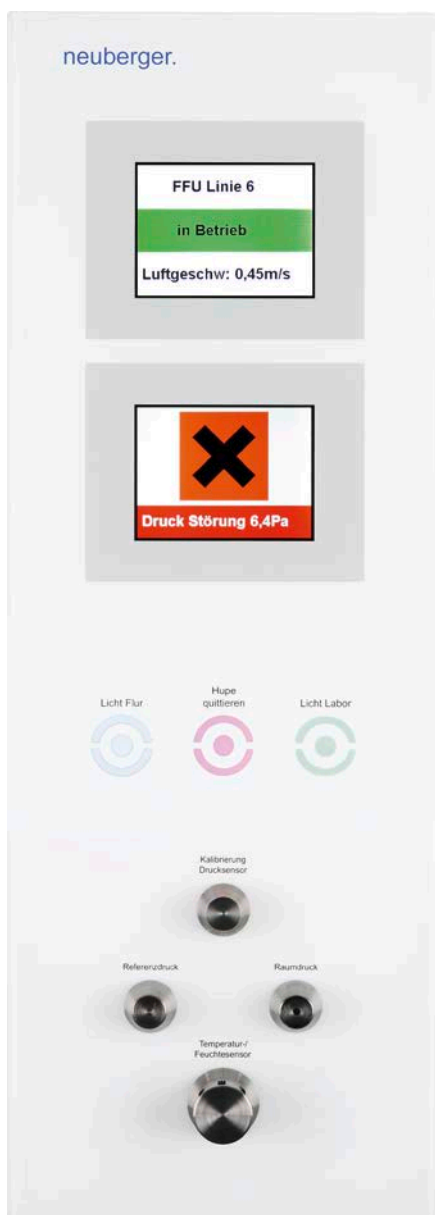 neuberger.
FFU Linie 6
in Betrieb
Luftgeschw: 0,45m/s
Druck Störung 6,4Pa
Licht Flur
Hupe
quittieren
Licht Labor
Kalibrierung
Drucksensor
Referenzdruck
Raumdruck
Temperatur-/
Feuchtesensor